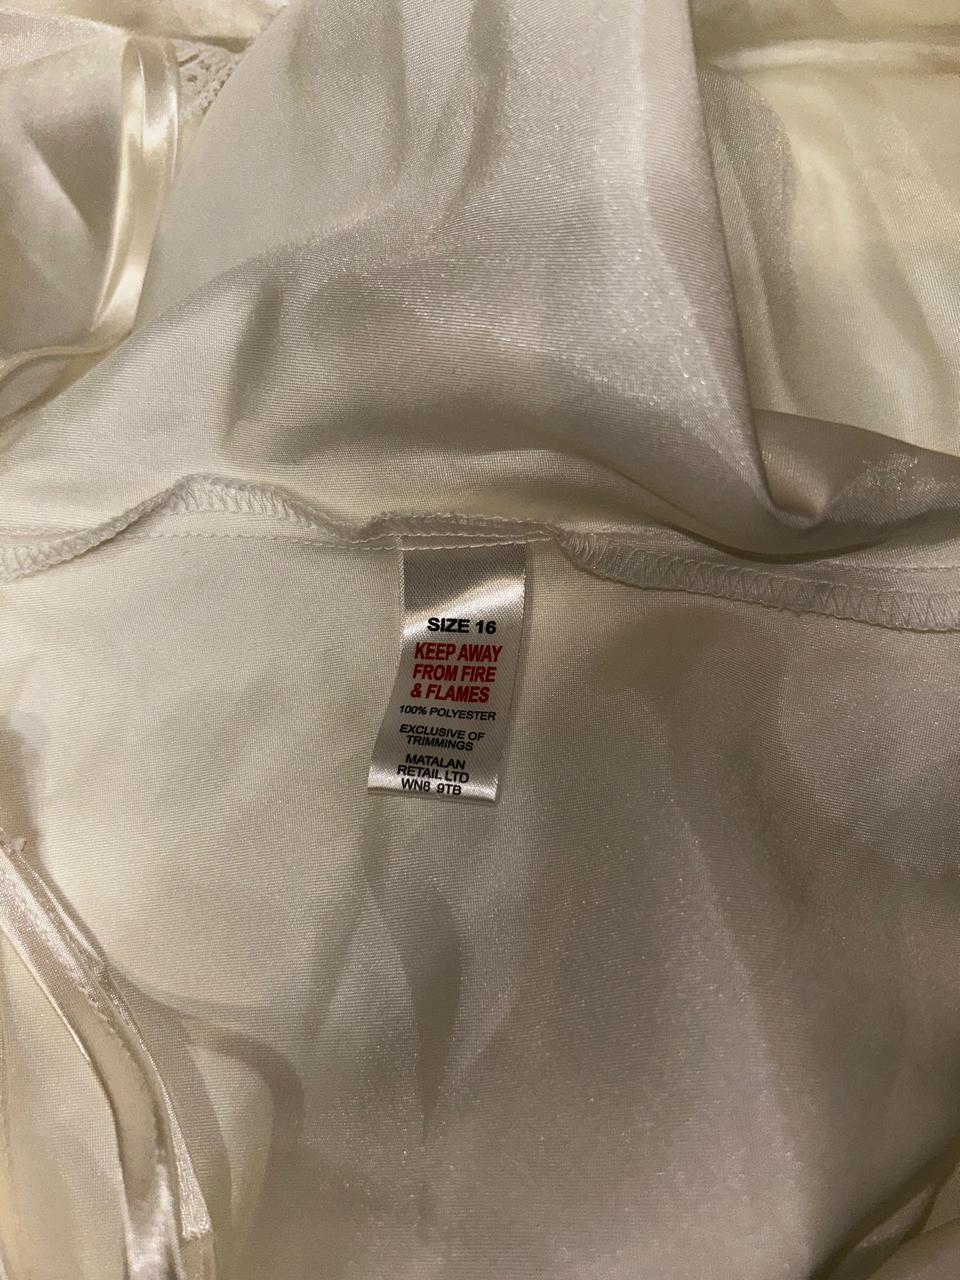 SIZE 16
KEEP AWAY
FROM FIRE
& FLAMES
100% POLYESTER
EXCLUSIVE OF
TRIMMINGS
MATALAN
RETAIL LTD
WN8 9TB